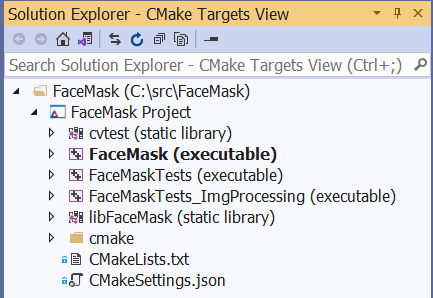 Solution Explorer - CMake Targets View
Search Solution Explorer - CMake Targets View (Ctrl+;)
FaceMask (C:\src\FaceMask)
FaceMask Project
cvtest (static library)
FaceMask (executable)
FaceMaskTests (executable)
FaceMaskTests_ImgProcessing (executable)
libFaceMask (static library)
cmake
CMakeLists.txt
CMakeSettings.json